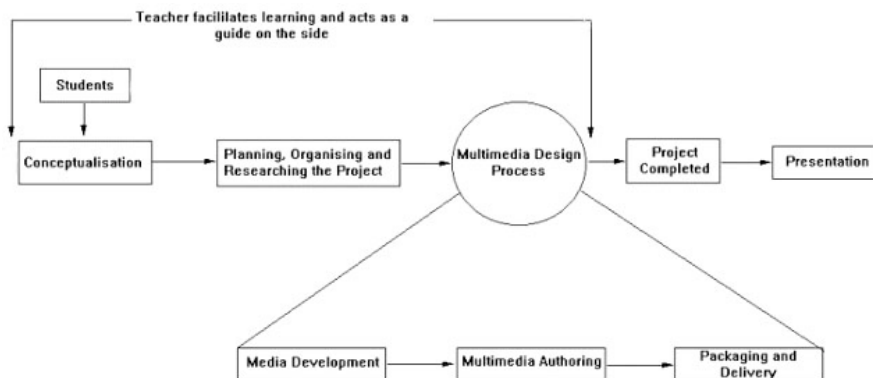 Teacher facililates learning and acts as a
guide on the side
Students
Conceptualisation
Planning, Organising and
Researching the Project
Multimedia Design
Process
Project
Completed
Presentation
Media Development
Multimedia Authoring
Packaging and
Delivery